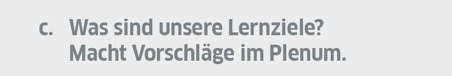 c. Was sind unsere Lernziele?
Macht Vorschläge im Plenum.